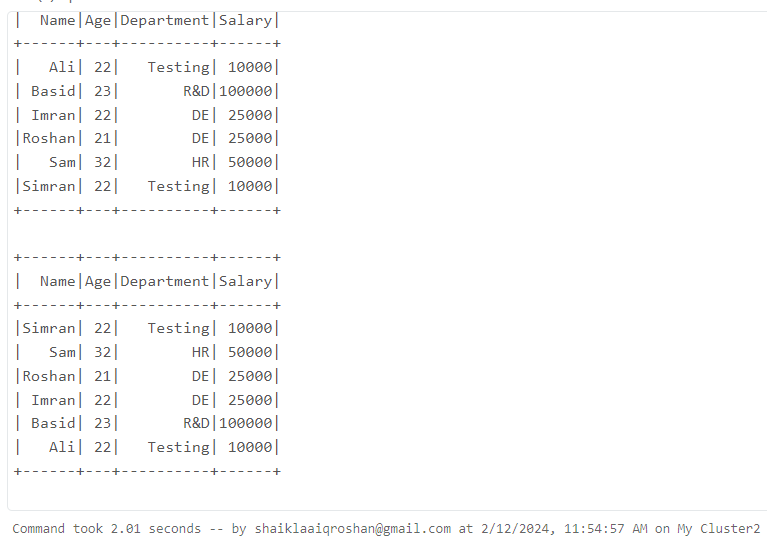 |  Name|Age|Department|Salary|
+------+---+----------+------+
|   Ali| 22|   Testing| 10000|
| Basid| 23|       R&D|100000|
| Imran| 22|        DE| 25000|
|Roshan| 21|        DE| 25000|
|   Sam| 32|        HR| 50000|
|Simran| 22|   Testing| 10000|
+------+---+----------+------+

+------+---+----------+------+
|  Name|Age|Department|Salary|
+------+---+----------+------+
|Simran| 22|   Testing| 10000|
|   Sam| 32|        HR| 50000|
|Roshan| 21|        DE| 25000|
| Imran| 22|        DE| 25000|
| Basid| 23|       R&D|100000|
|   Ali| 22|   Testing| 10000|
+------+---+----------+------+
Command took 2.01 seconds -- by shaiklaaiqroshan@gmail.com at 2/12/2024, 11:54:57 AM on My Cluster2